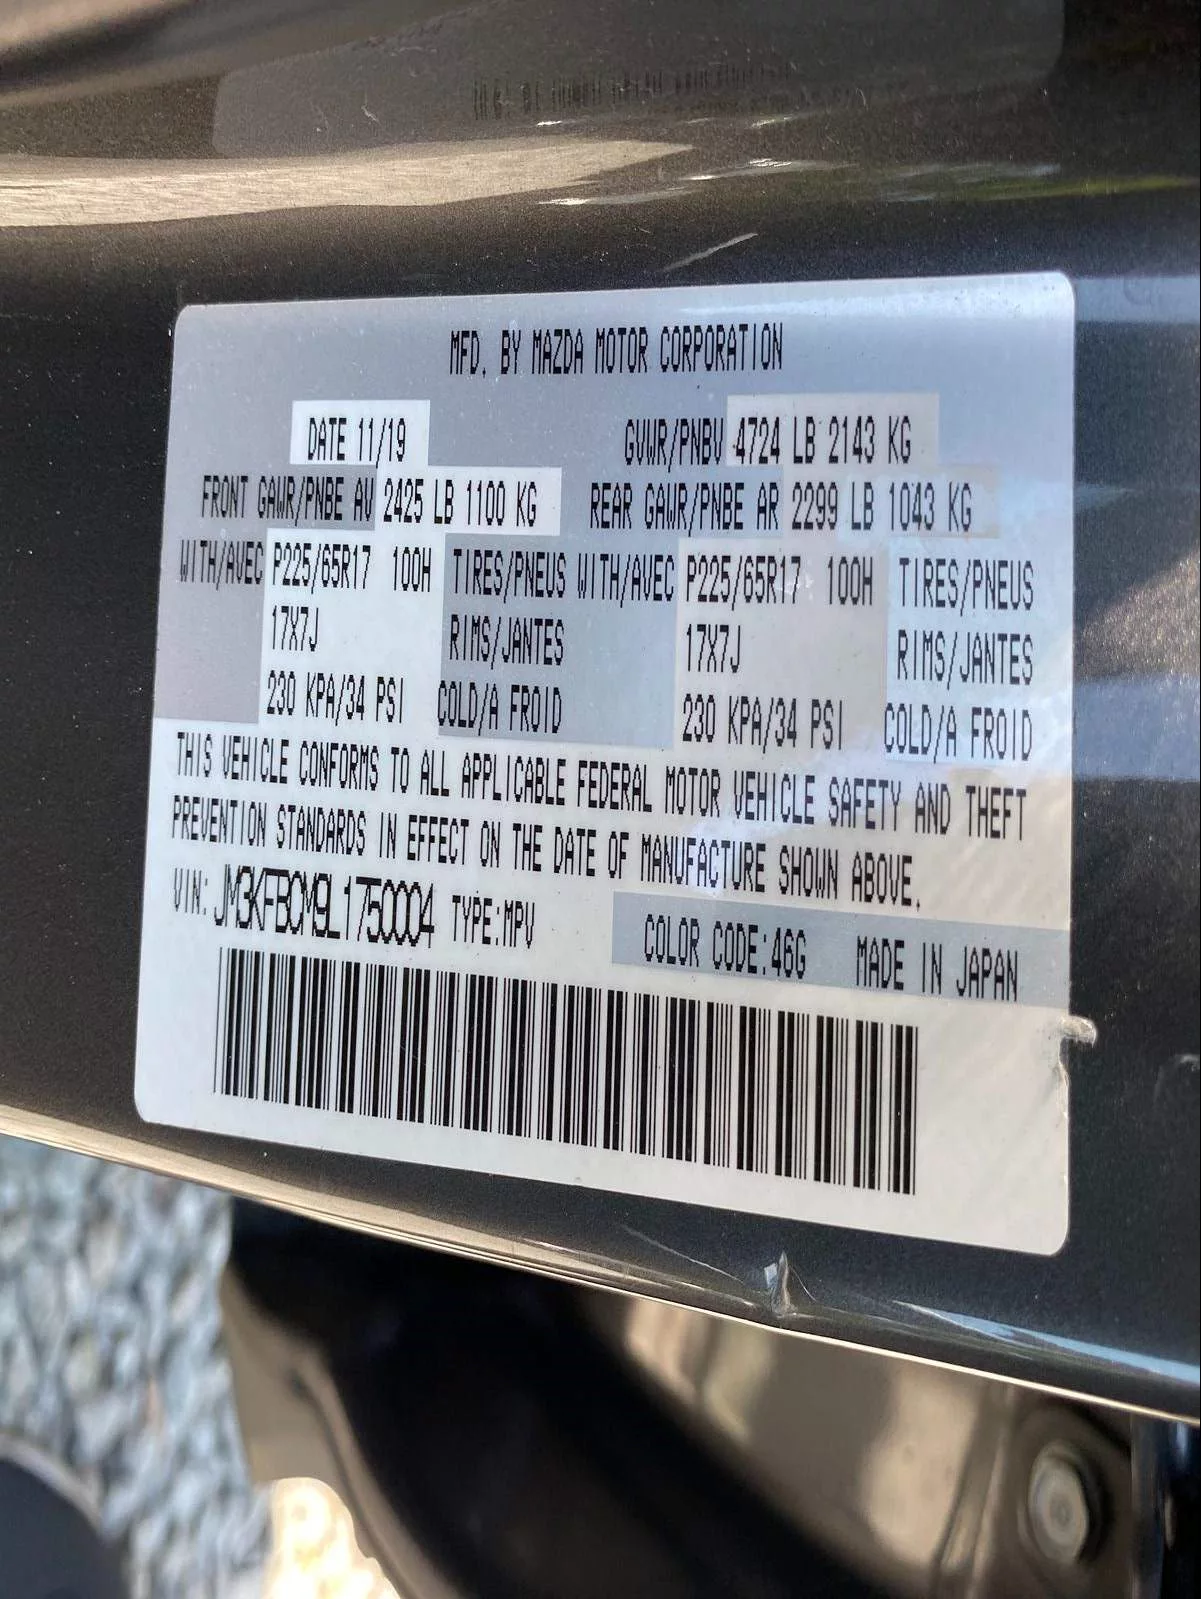 MFD. BY MAZDA MOTOR CORPORATION
DATE 11/19 GVWR/PNBV 4724 LB 2143 KG
FRONT GAWR/PNBE AV 2425 LB 1100 KG REAR GAWR/PNBE AR 2299 LB 1043 KG
WITH/AVEC P225/65R17 100H TIRES/PNEUS WITH/AVEC P225/65R17 100H TIRES/PNEUS
17X7J RIMS/JANTES 17X7J RIMS/JANTES
230 KPA/34 PSI COLD/A FROID 230 KPA/34 PSI COLD/A FROID
THIS VEHICLE CONFORMS TO ALL APPLICABLE FEDERAL MOTOR VEHICLE SAFETY AND THEFT
PREVENTION STANDARDS IN EFFECT ON THE DATE OF MANUFACTURE SHOWN ABOVE.
VIN: JM3KFBCM9L1750004 TYPE:MPV COLOR CODE:46G MADE IN JAPAN